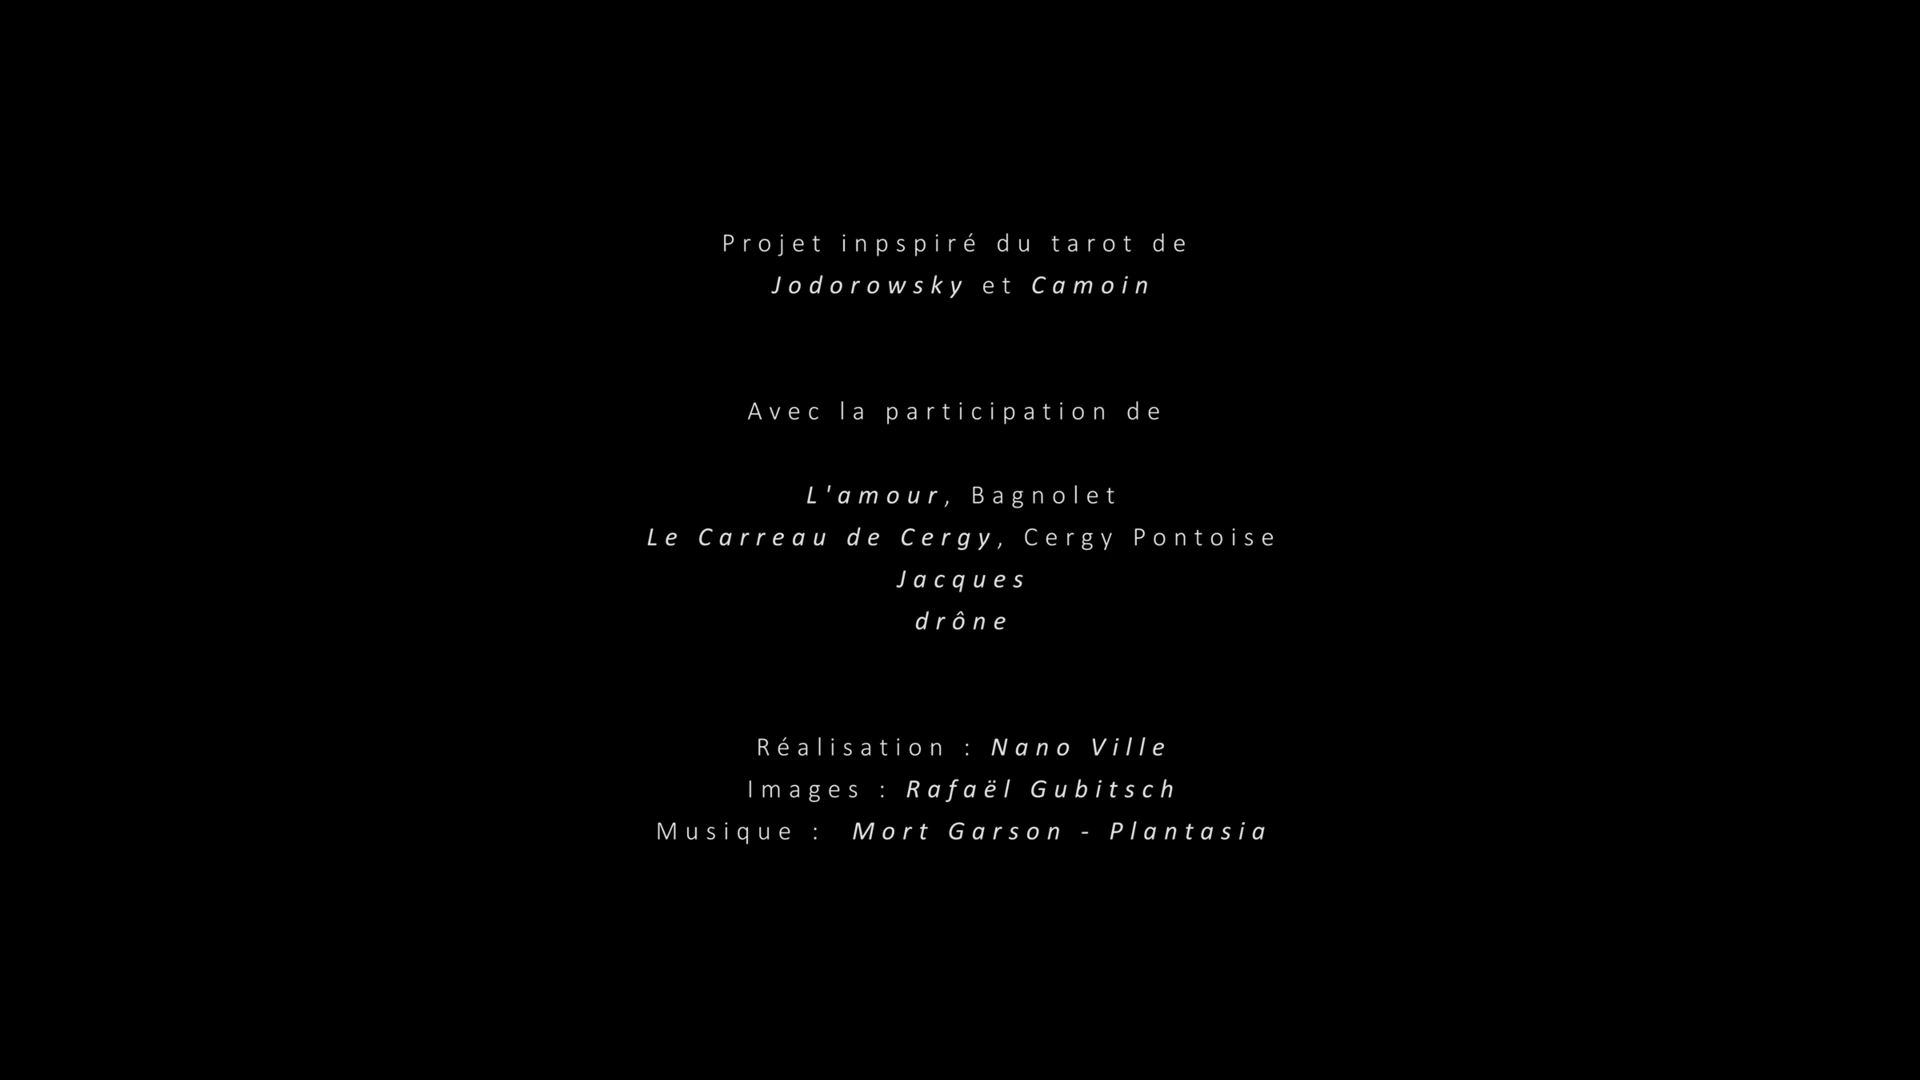 Projet inpspiré du tarot de
Jodorowsky et Camoin
Avec la participation de
L'amour, Bagnolet
Le Carreau de Cergy, Cergy Pontoise
Jacques
drône
Réalisation : Nano Ville
Images : Rafaël Gubitsch
Musique : Mort Garson - Plantasia